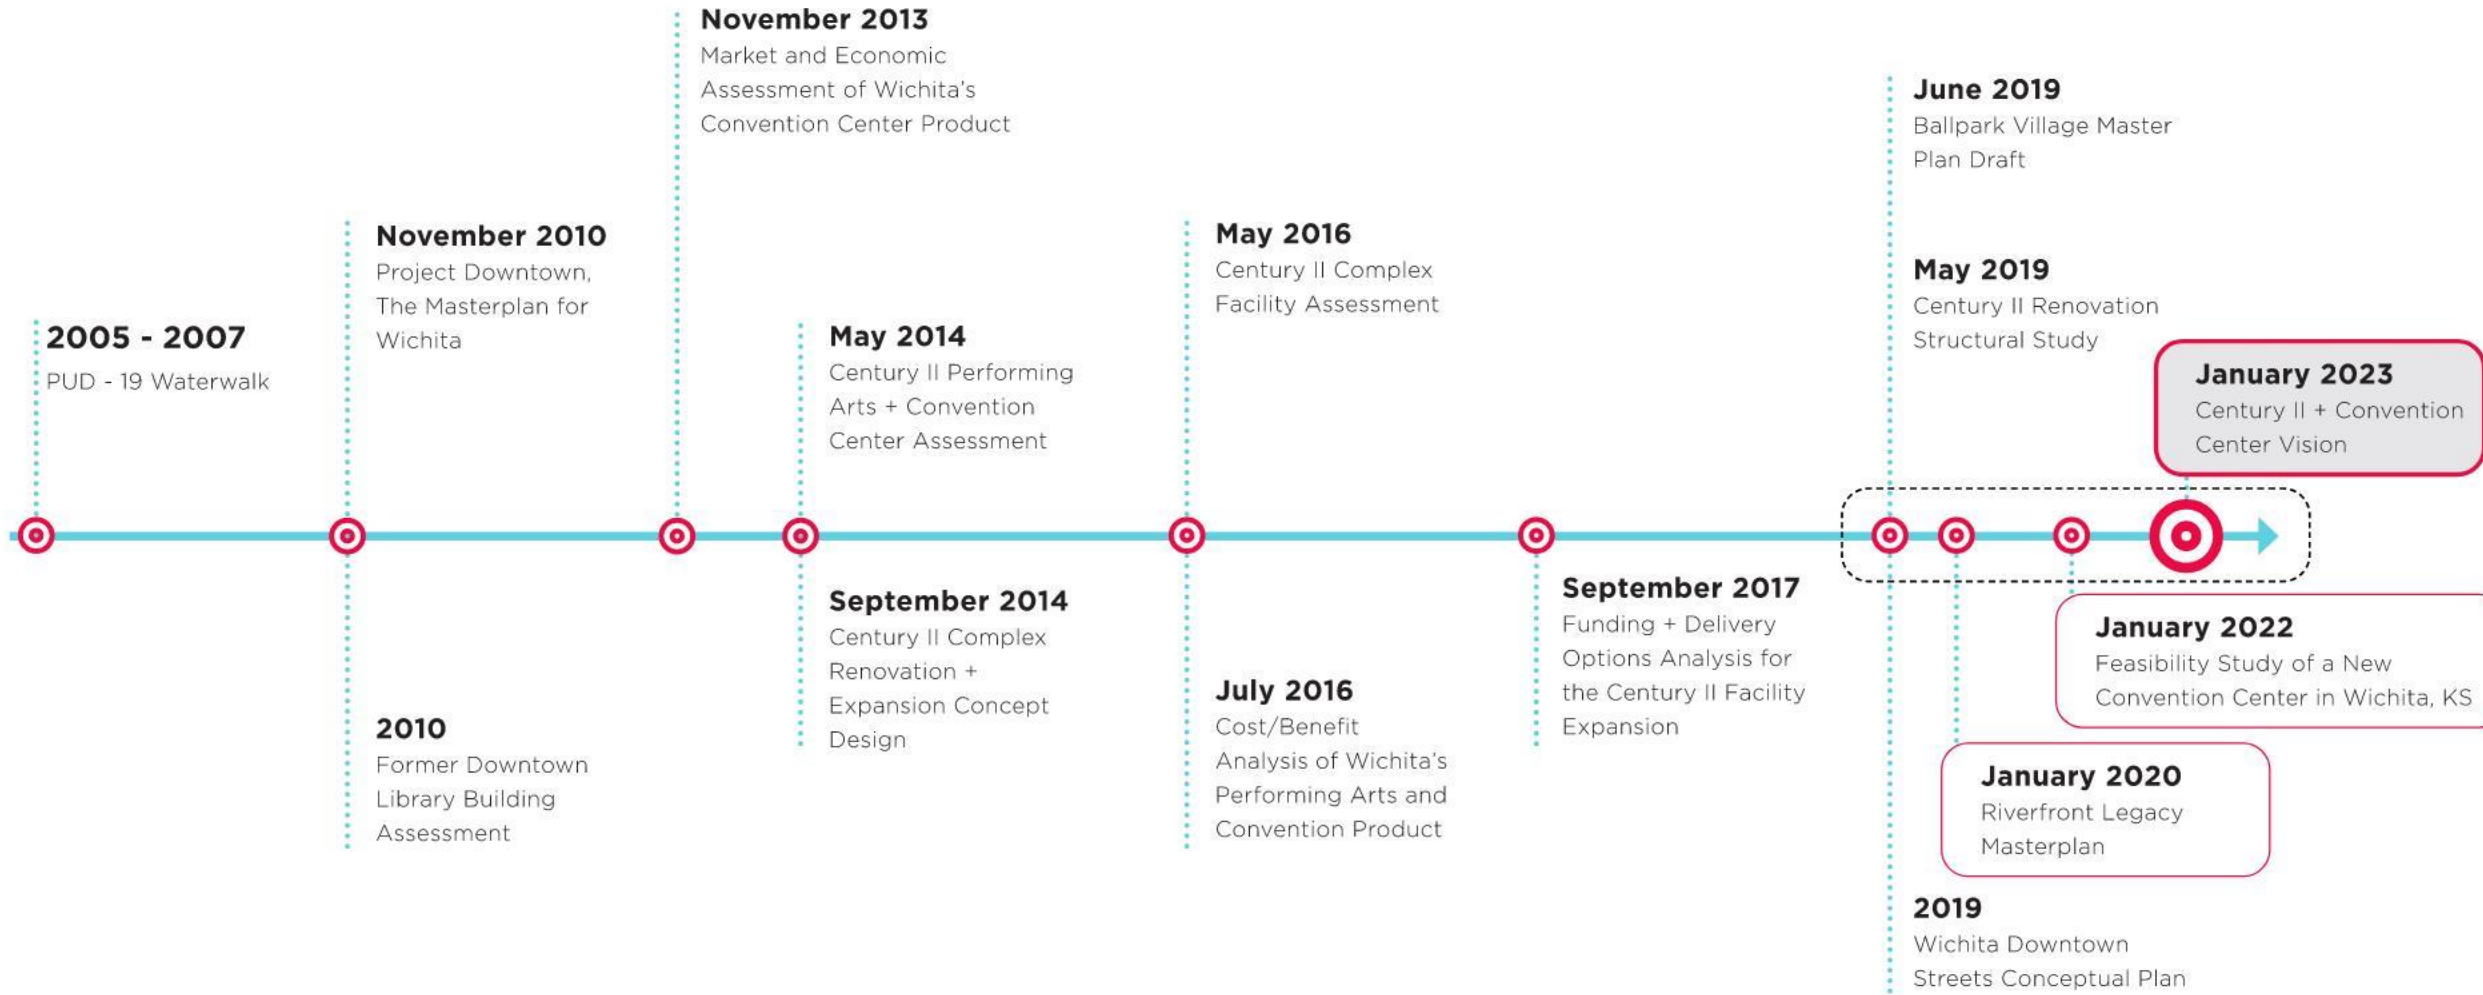 2005 - 2007
PUD - 19 Waterwalk
November 2010
Project Downtown,
The Masterplan for
Wichita
2010
Former Downtown
Library Building
Assessment
November 2013
Market and Economic
Assessment of Wichita's
Convention Center Product
May 2014
Century II Performing
Arts + Convention
Center Assessment
September 2014
Century II Complex
Renovation +
Expansion Concept
Design
May 2016
Century II Complex
Facility Assessment
July 2016
Cost/Benefit
Analysis of Wichita's
Performing Arts and
Convention Product
September 2017
Funding + Delivery
Options Analysis for
the Century II Facility
Expansion
June 2019
Ballpark Village Master
Plan Draft
May 2019
Century II Renovation
Structural Study
2019
Wichita Downtown
Streets Conceptual Plan
January 2020
Riverfront Legacy
Masterplan
January 2022
Feasibility Study of a New
Convention Center in Wichita, KS
January 2023
Century II + Convention
Center Vision